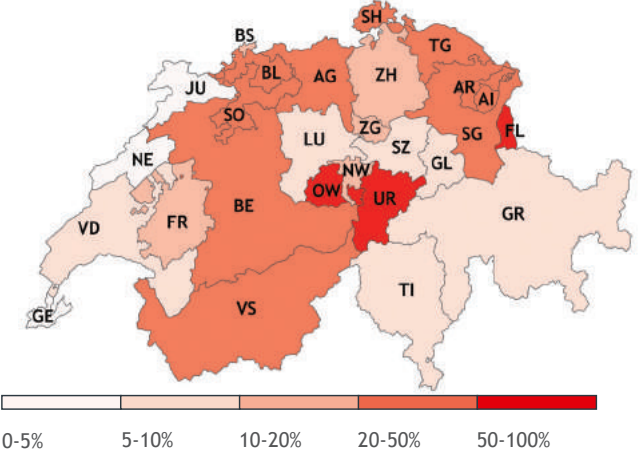 SH
BS
TG
BL
AG
ZH
JU
AR
AI
SO
ZG
FL
LU
SG
SZ
NE
GL
NW
OW
UR
BE
GR
FR
VD
TI
VS
GE
0-5% 5-10% 10-20% 20-50% 50-100%